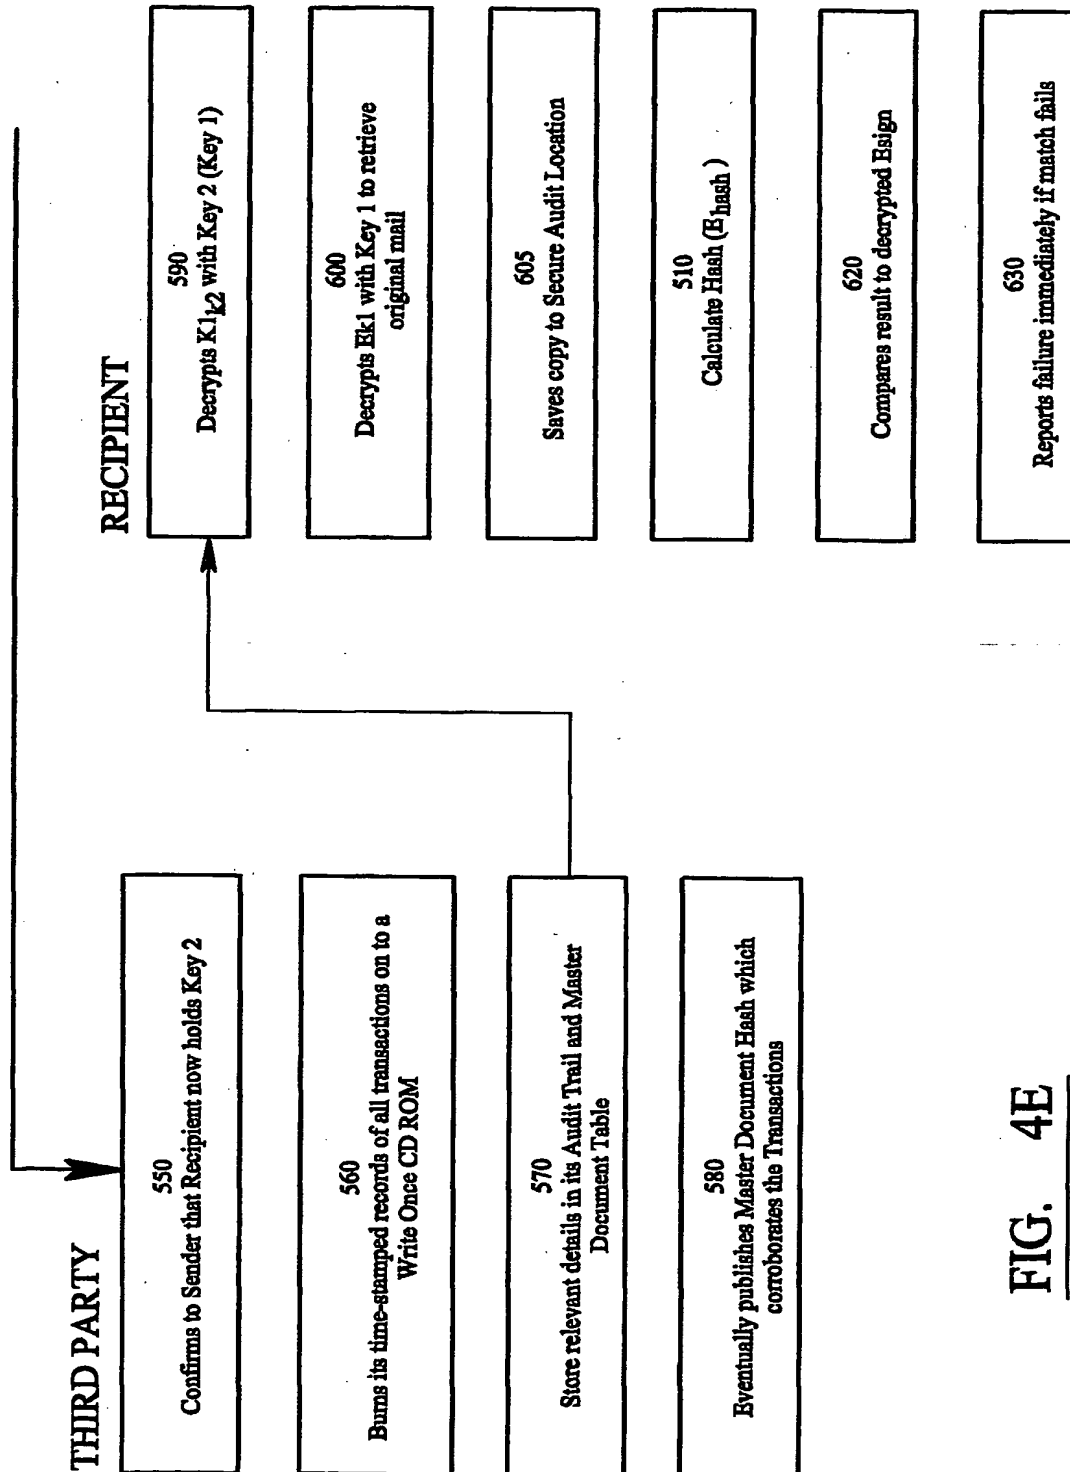 THIRD PARTY
550
Confirms to Sender that Recipient now holds Key 2
560
Burns its time-stamped records of all transactions on to a
Write Once CD ROM
570
Store relevant details in its Audit Trail and Master
Document Table
580
Eventually publishes Master Document Hash which
corroborates the Transactions
RECIPIENT
590
Decrypts K1k2 with Key 2 (Key 1)
600
Decrypts Ek1 with Key 1 to retrieve
original mail
605
Saves copy to Secure Audit Location
510
Calculate Hash (Ehash )
620
Compares result to decrypted Esign
630
Reports failure immediately if match fails
FIG. 4E